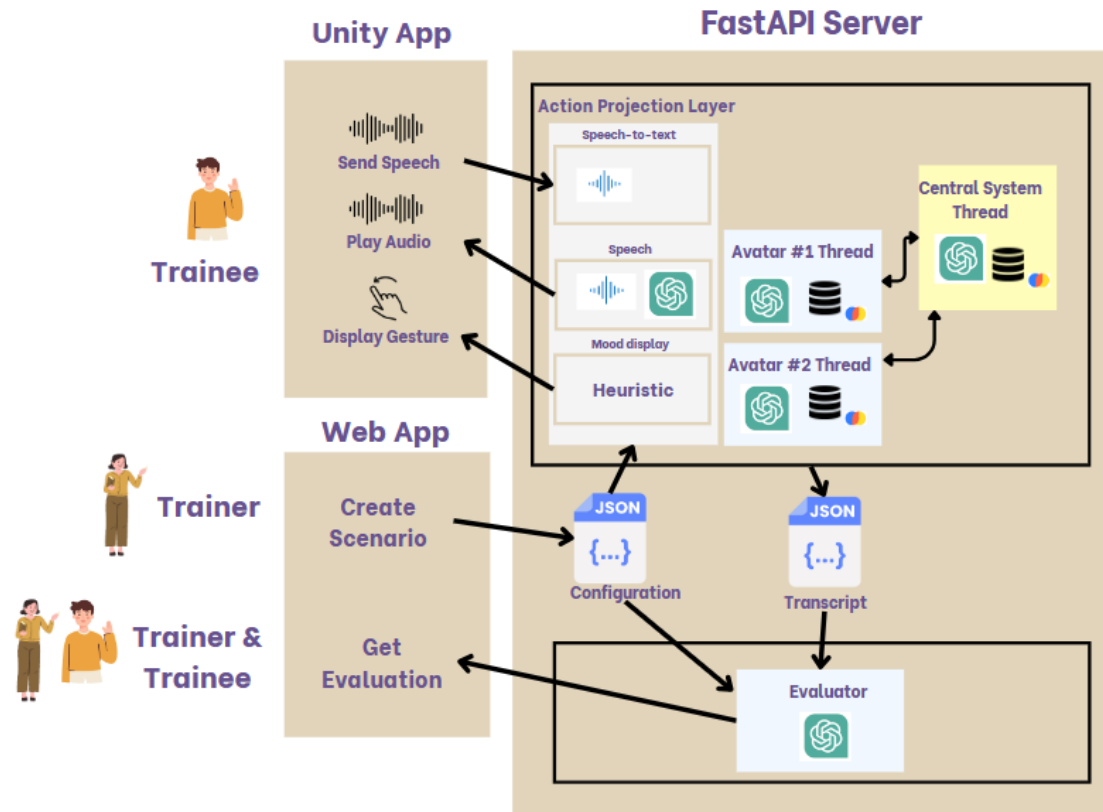 Unity App
FastAPI Server
Action Projection Layer
Speech-to-text
Send Speech
Play Audio
Display Gesture
Trainee
Speech
Mood display
Heuristic
Avatar #1 Thread
Avatar #2 Thread
Central System
Thread
Web App
Trainer
Create
Scenario
JSON
{...}
Configuration
JSON
{...}
Transcript
Trainer &
Trainee
Get
Evaluation
Evaluator